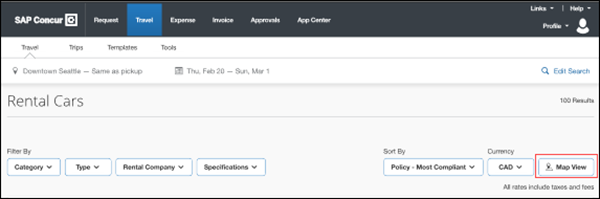 Links Help
SAP Concur C Request Travel Expense Invoice Approvals App Center
Profile
Travel Trips Templates Tools
Downtown Seattle — Same as pickup Thu, Feb 20 — Sun, Mar 1 Edit Search
Rental Cars 100 Results
Filter By Sort By Currency
Category Type Rental Company Specifications Policy - Most Compliant CAD Map View
All rates include taxes and fees